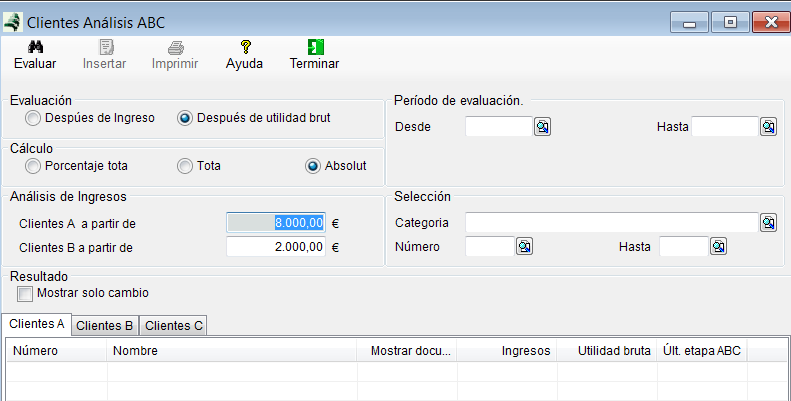 Clientes Análisis ABC
Evaluar Insertar Imprimir Ayuda Terminar
Evaluación
Despúes de Ingreso Después de utilidad brut
Período de evaluación.
Desde Hasta
Cálculo
Porcentaje tota Tota Absolut
Análisis de Ingresos
Clientes A a partir de 8.000,00 €
Clientes B a partir de 2.000,00 €
Selección
Categoria
Número Hasta
Resultado
Mostrar solo cambio
Clientes A Clientes B Clientes C
Número Nombre Mostrar docu... Ingresos Utilidad bruta Últ. etapa ABC